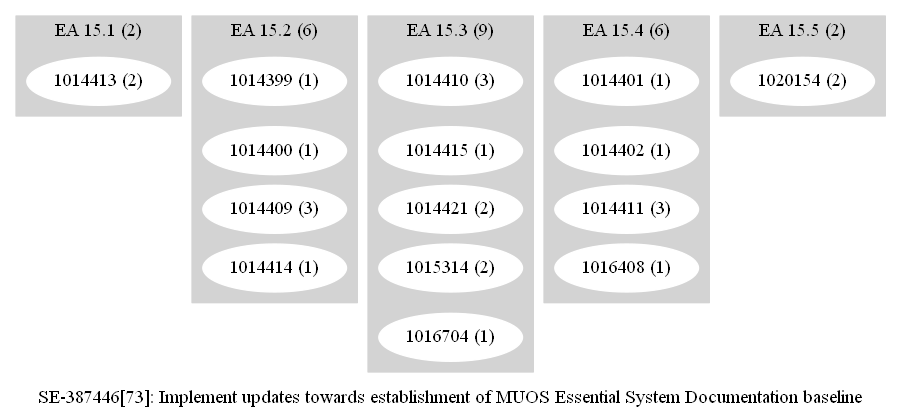 EA 15.1 (2)
1014413 (2)
EA 15.2 (6)
1014399 (1)
1014400 (1)
1014409 (3)
1014414 (1)
EA 15.3 (9)
1014410 (3)
1014415 (1)
1014421 (2)
1015314 (2)
1016704 (1)
EA 15.4 (6)
1014401 (1)
1014402 (1)
1014411 (3)
1016408 (1)
EA 15.5 (2)
1020154 (2)
SE-387446[73]: Implement updates towards establishment of MUOS Essential System Documentation baseline